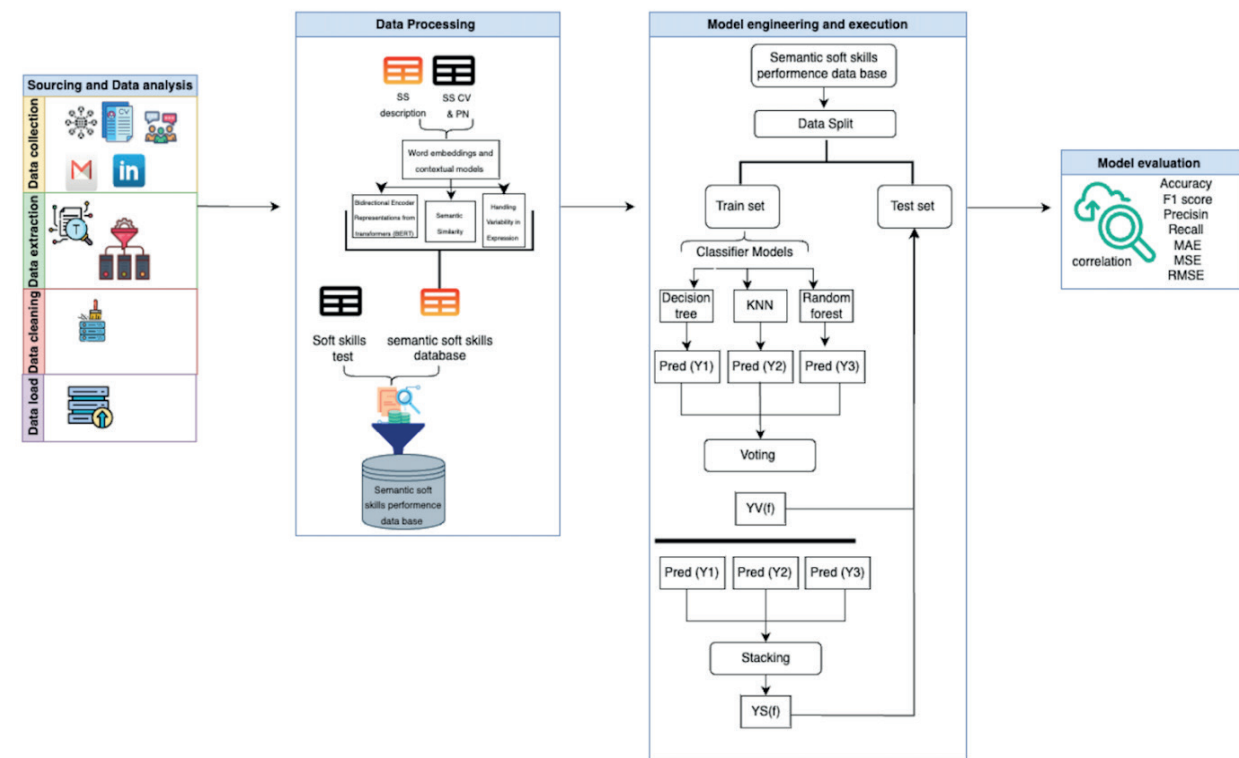 Sourcing and Data analysis
Data collection
CV
M
in
Data extraction
T
Data cleaning
Data load
Data Processing
SS
description
SS CV
& PN
Word embeddings and
contextual models
Bidirectional Encoder
Representations from
transformers (BERT)
Semantic
Similarity
Handling
Variability in
Expression
Soft skills
test
semantic soft skills
database
Semantic soft
skills performence
data base
Model engineering and execution
Semantic soft skills
performence data base
Data Split
Train set
Test set
Classifier Models
Decision
tree
KNN
Random
forest
Pred (Y1)
Pred (Y2)
Pred (Y3)
Voting
YV(f)
Pred (Y1)
Pred (Y2)
Pred (Y3)
Stacking
YS(f)
Model evaluation
correlation
Accuracy
F1 score
Precisin
Recall
MAE
MSE
RMSE